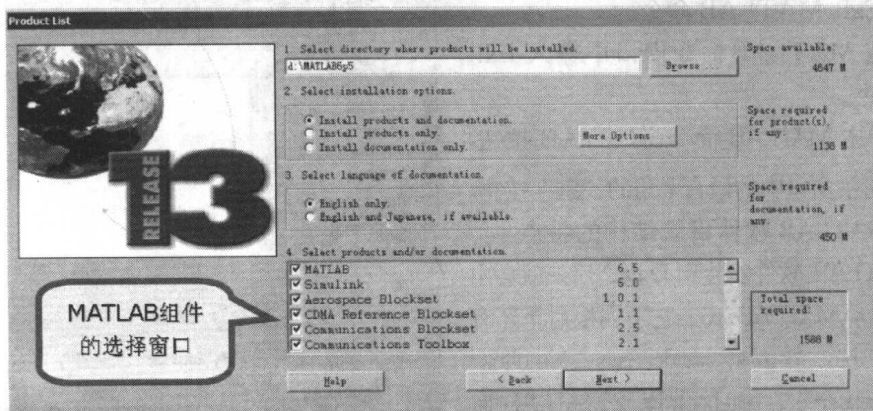 Product List
RELEASE 13
1. Select directory where products will be installed.
d:\MATLAB6p5
Browse...
Space available:
4647 M
2. Select installation options.
Install products and documentation.
Install products only.
Install documentation only.
More Options
Space required
for product(s),
if any.
1138 M
3. Select language of documentation.
English only.
English and Japanese, if available.
Space required
for
documentation, if
any.
450 M
4. Select products and/or documentation.
MATLAB 6.5
Simulink 5.0
Aerospace Blockset 1.0.1
CDMA Reference Blockset 1.1
Communications Blockset 2.5
Communications Toolbox 2.1
Total space
required:
1588 M
MATLAB组件
的选择窗口
Help
< Back
Next >
Cancel